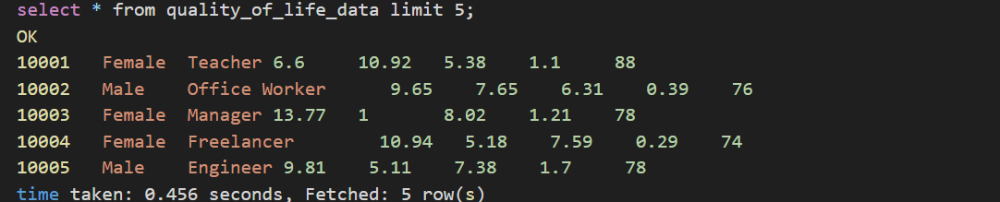 select * from quality_of_life_data limit 5;
OK
10001 Female Teacher 6.6 10.92 5.38 1.1 88
10002 Male Office Worker 9.65 7.65 6.31 0.39 76
10003 Female Manager 13.77 1 8.02 1.21 78
10004 Female Freelancer 10.94 5.18 7.59 0.29 74
10005 Male Engineer 9.81 5.11 7.38 1.7 78
time taken: 0.456 seconds, Fetched: 5 row(s)